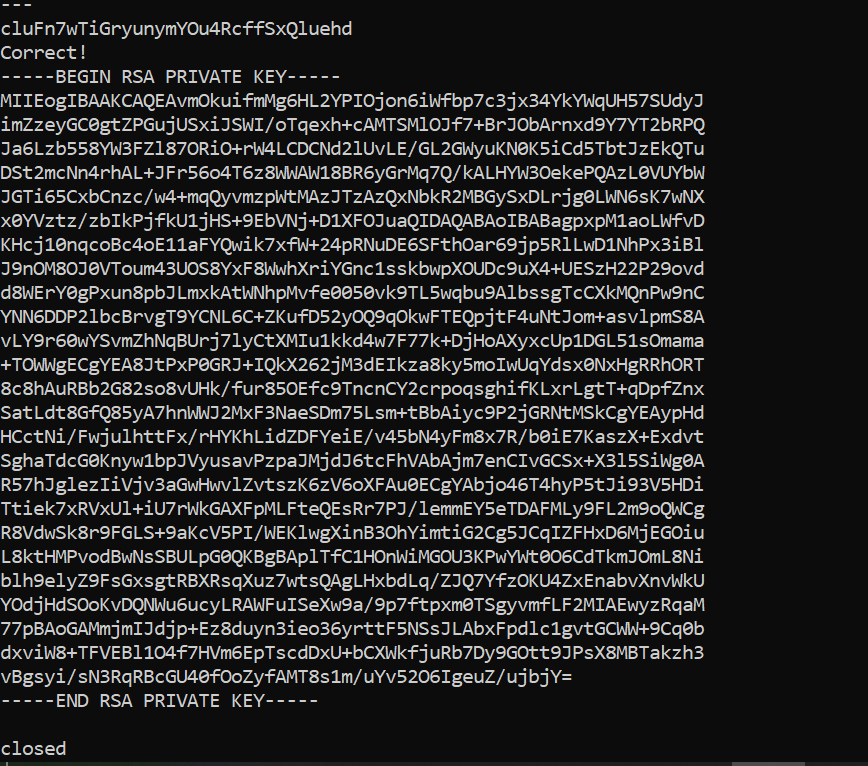 ---
cluFn7wTiGryunymYOu4RcffSxQluehd
Correct!
-----BEGIN RSA PRIVATE KEY-----
MIIEogIBAAKCAQEAvmOkuifmMg6HL2YPIOjon6iWfbp7c3jx34YkYWqUH57SUdyJ
imZzeyGC0gtZPGujUSxiJSWI/oTqexh+cAMTSMlOJf7+BrJObArnxd9Y7YT2bRPQ
Ja6Lzb558YW3FZl87ORiO+rW4LCDCNd2lUvLE/GL2GWyuKN0K5iCd5TbtJzEkQTu
DSt2mcNn4rhAL+JFr56o4T6z8WWAW18BR6yGrMq7Q/kALHYW3OekePQAzL0VUYbW
JGTi65CxbCnzc/w4+mqQyvmzpWtMAzJTzAzQxNbkR2MBGySxDLrjg0LWN6sK7wNX
x0YVztz/zbIkPjfkU1jHS+9EbVNj+D1XFOJuaQIDAQABAoIBABagpxpM1aoLWfvD
KHcj10nqcoBc4oE11aFYQwik7xfW+24pRNuDE6SFthOar69jp5RlLwD1NhPx3iBl
J9nOM8OJ0VToum43UOS8YxF8WwhXriYGnc1sskbwpXOUDc9uX4+UESzH22P29ovd
d8WErY0gPxun8pbJLmxkAtWNhpMvfe0050vk9TL5wqbu9AlbssgTcCXkMQnPw9nC
YNN6DDP2lbcBrvgT9YCNL6C+ZKufD52yOQ9qOkwFTEQpjtF4uNtJom+asvlpmS8A
vLY9r60wYSvmZhNqBUrj7lyCtXMIu1kkd4w7F77k+DjHoAXyxcUp1DGL51sOmama
+TOWWgECgYEA8JtPxP0GRJ+IQkX262jM3dEIkza8ky5moIwUqYdsx0NxHgRRhORT
8c8hAuRBb2G82so8vUHk/fur85OEfc9TncnCY2crpoqsghifKLxrLgtT+qDpfZnx
SatLdt8GfQ85yA7hnWWJ2MxF3NaeSDm75Lsm+tBbAiyc9P2jGRNtMSkCgYEAypHd
HCctNi/FwjulhttFx/rHYKhLidZDFYeiE/v45bN4yFm8x7R/b0iE7KaszX+Exdvt
SghaTdcG0Knyw1bpJVyusavPzpaJMjdJ6tcFhVAbAjm7enCIvGCSx+X3l5SiWg0A
R57hJglezIiVjv3aGwHwvlZvtszK6zV6oXFAu0ECgYAbjo46T4hyP5tJi93V5HDi
Ttiek7xRVxUl+iU7rWkGAXFpMLFteQEsRr7PJ/lemmEY5eTDAFMLy9FL2m9oQWCg
R8VdwSk8r9FGLS+9aKcV5PI/WEKlwgXinB3OhYimtiG2Cg5JCqIZFHxD6MjEGOiu
L8ktHMPvodBwNsSBULpG0QKBgBAplTfC1HOnWiMGOU3KPwYWt0O6CdTkmJOmL8Ni
blh9elyZ9FsGxsgtRBXRsqXuz7wtsQAgLHxbdLq/ZJQ7YfzOKU4ZxEnabvXnvWkU
YOdjHdSOoKvDQNWu6ucyLRAWFuISeXw9a/9p7ftpxm0TSgyvmfLF2MIAEwyzRqaM
77pBAoGAMmjmIJdjp+Ez8duyn3ieo36yrttF5NSsJLAbxFpdlc1gvtGCWW+9Cq0b
dxviW8+TFVEBl1O4f7HVm6EpTscdDxU+bCXWkfjuRb7Dy9GOtt9JPsX8MBTakzh3
vBgsyi/sN3RqRBcGU40fOoZyfAMT8s1m/uYv52O6IgeuZ/ujbjY=
-----END RSA PRIVATE KEY-----
closed